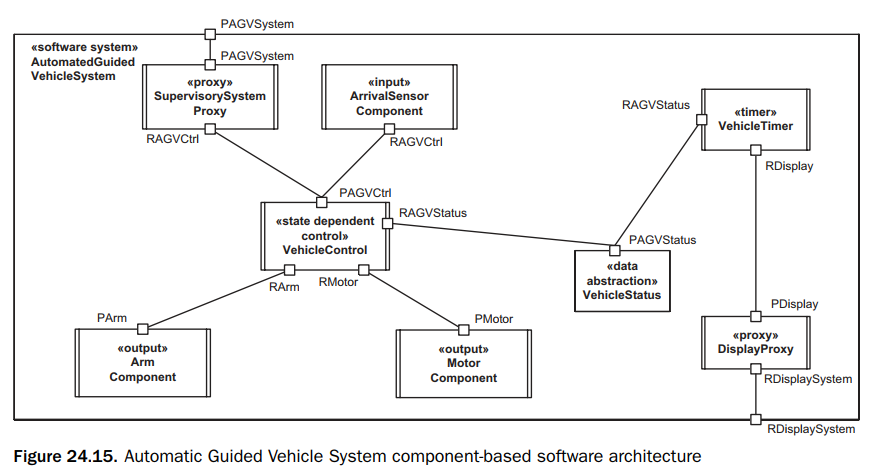 PAGVSystem
«software system»
AutomatedGuided
VehicleSystem
PAGVSystem
«proxy»
SupervisorySystem
Proxy
«input»
ArrivalSensor
Component
RAGVStatus
«timer»
VehicleTimer
RAGVCtrl
RAGVCtrl
RDisplay
PAGVCtrl
«state dependent
control»
VehicleControl
RAGVStatus
PAGVStatus
«data
abstraction»
VehicleStatus
RArm
RMotor
PArm
PMotor
PDisplay
«output»
Arm
Component
«output»
Motor
Component
«proxy»
DisplayProxy
RDisplaySystem
RDisplaySystem
Figure 24.15. Automatic Guided Vehicle System component-based software architecture